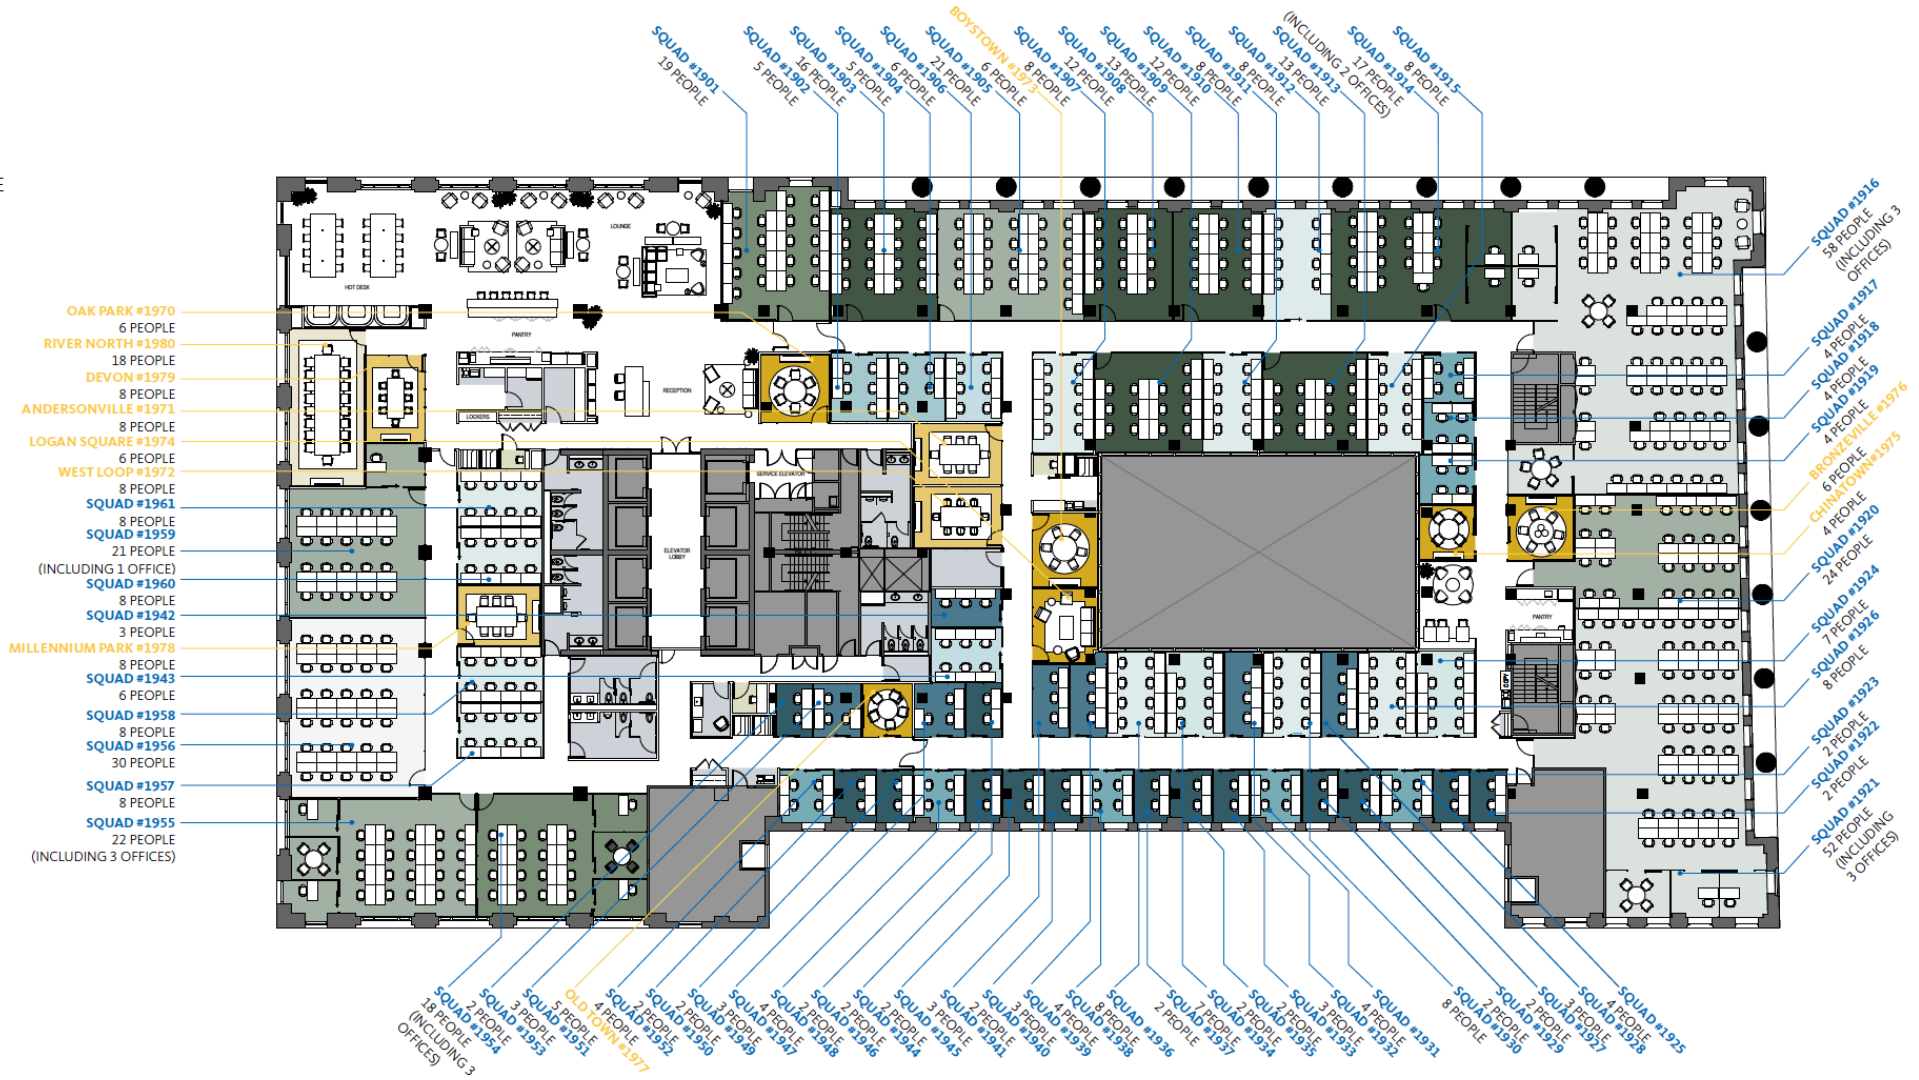 E
SQUAD #1901
19 PEOPLE
SQUAD #1902
5 PEOPLE
SQUAD #1903
16 PEOPLE
SQUAD #1904
5 PEOPLE
SQUAD #1906
6 PEOPLE
SQUAD #1905
21 PEOPLE
BOYSTOWN #1973
6 PEOPLE
SQUAD #1907
8 PEOPLE
SQUAD #1908
12 PEOPLE
SQUAD #1909
13 PEOPLE
SQUAD #1910
12 PEOPLE
SQUAD #1911
8 PEOPLE
SQUAD #1912
8 PEOPLE
SQUAD #1913
13 PEOPLE
(INCLUDING 2 OFFICES)
SQUAD #1914
17 PEOPLE
SQUAD #1915
8 PEOPLE
OAK PARK #1970
6 PEOPLE
RIVER NORTH #1980
18 PEOPLE
DEVON #1979
8 PEOPLE
ANDERSONVILLE #1971
8 PEOPLE
LOGAN SQUARE #1974
6 PEOPLE
WEST LOOP #1972
8 PEOPLE
SQUAD #1961
8 PEOPLE
SQUAD #1959
21 PEOPLE
(INCLUDING 1 OFFICE)
SQUAD #1960
8 PEOPLE
SQUAD #1942
3 PEOPLE
MILLENNIUM PARK #1978
8 PEOPLE
SQUAD #1943
6 PEOPLE
SQUAD #1958
8 PEOPLE
SQUAD #1956
30 PEOPLE
SQUAD #1957
8 PEOPLE
SQUAD #1955
22 PEOPLE
(INCLUDING 3 OFFICES)
LOUNGE
HOT DESK
PANTRY
RECEPTION
LOCKERS
SERVICE ELEVATOR
ELEVATOR
LOBBY
PANTRY
COPY
SQUAD #1916
58 PEOPLE
(INCLUDING 3
OFFICES)
SQUAD #1917
4 PEOPLE
SQUAD #1918
4 PEOPLE
SQUAD #1919
4 PEOPLE
BRONZEVILLE #1976
6 PEOPLE
CHINATOWN #1975
4 PEOPLE
SQUAD #1920
24 PEOPLE
SQUAD #1924
7 PEOPLE
SQUAD #1926
8 PEOPLE
SQUAD #1923
2 PEOPLE
SQUAD #1922
2 PEOPLE
SQUAD #1921
52 PEOPLE
(INCLUDING
3 OFFICES)
SQUAD #1954
18 PEOPLE
(INCLUDING 3
OFFICES)
SQUAD #1953
2 PEOPLE
SQUAD #1951
3 PEOPLE
OLD TOWN #1977
5 PEOPLE
SQUAD #1952
4 PEOPLE
SQUAD #1950
2 PEOPLE
SQUAD #1949
2 PEOPLE
SQUAD #1947
3 PEOPLE
SQUAD #1948
4 PEOPLE
SQUAD #1946
2 PEOPLE
SQUAD #1944
2 PEOPLE
SQUAD #1945
2 PEOPLE
SQUAD #1941
3 PEOPLE
SQUAD #1940
2 PEOPLE
SQUAD #1939
3 PEOPLE
SQUAD #1938
4 PEOPLE
SQUAD #1936
8 PEOPLE
SQUAD #1937
2 PEOPLE
SQUAD #1934
7 PEOPLE
SQUAD #1935
2 PEOPLE
SQUAD #1933
2 PEOPLE
SQUAD #1932
3 PEOPLE
SQUAD #1931
4 PEOPLE
SQUAD #1930
8 PEOPLE
SQUAD #1929
2 PEOPLE
SQUAD #1927
2 PEOPLE
SQUAD #1928
3 PEOPLE
SQUAD #1925
4 PEOPLE